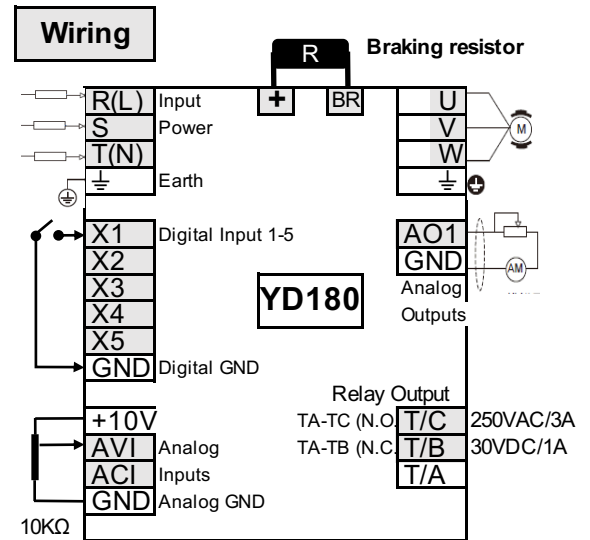 Wiring
R
Braking resistor
R(L) Input + BR U
S Power V M
T(N) W
Earth
X1 Digital Input 1-5 AO1
X2 GND AM
X3 Analog
X4 YD180 Outputs
X5
GND Digital GND
Relay Output
+10V TA-TC (N.O. T/C 250VAC/3A
AVI Analog TA-TB (N.C. T/B 30VDC/1A
ACI Inputs T/A
GND Analog GND
10KΩ